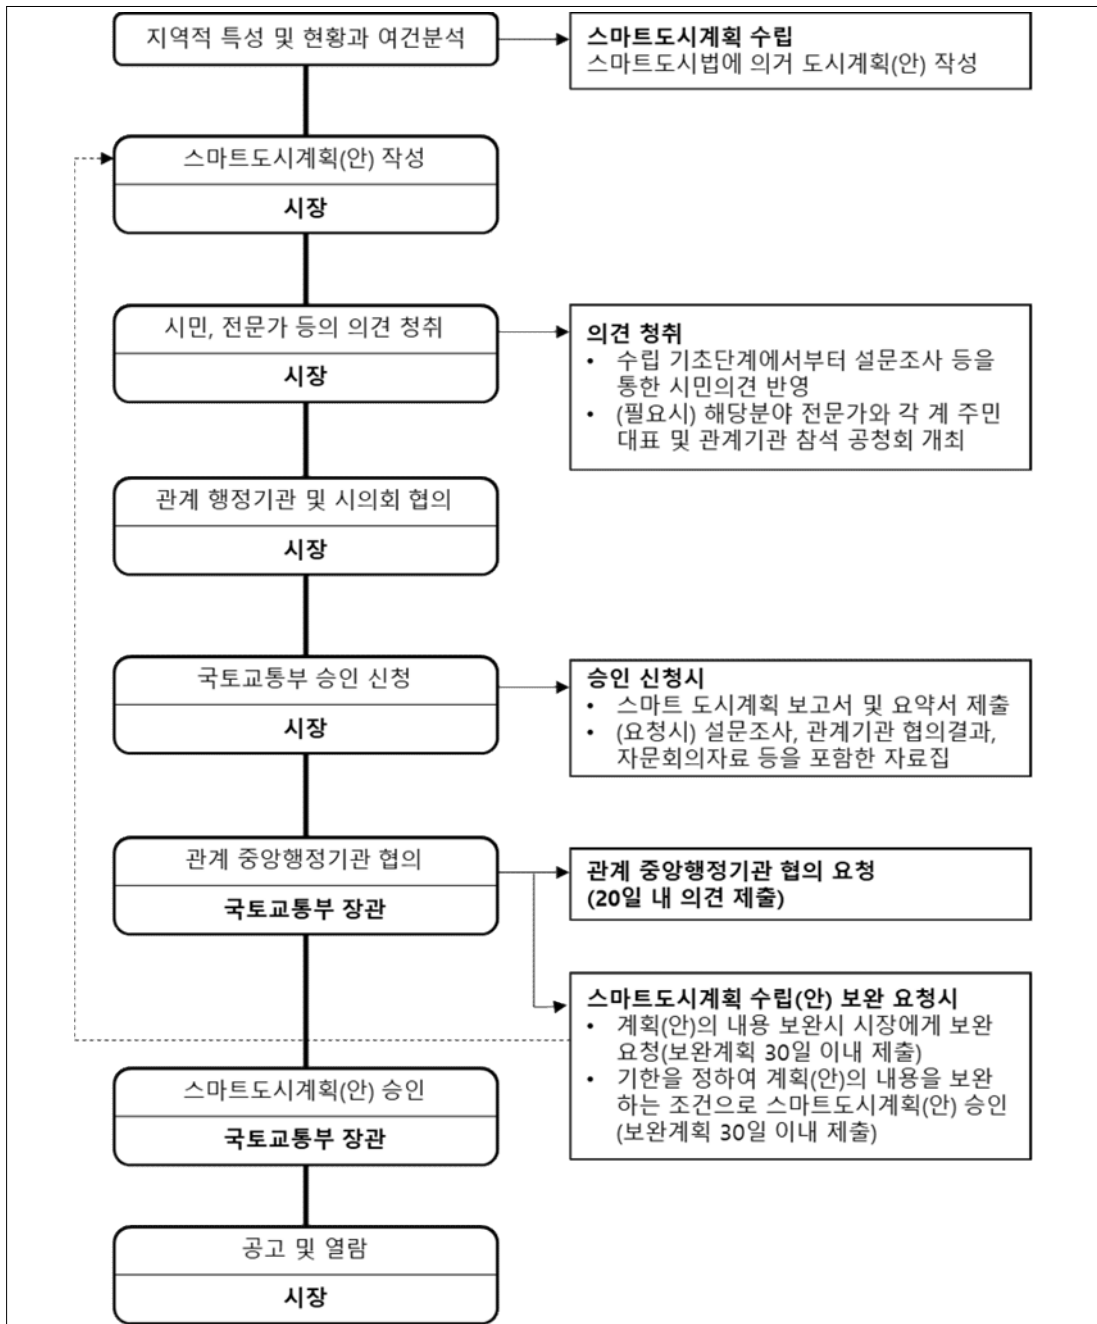 지역적 특성 및 현황과 여건분석
스마트도시계획 수립
스마트도시법에 의거 도시계획(안) 작성
스마트도시계획(안) 작성
시장
시민, 전문가 등의 의견 청취
시장
의견 청취
• 수립 기초단계에서부터 설문조사 등을
통한 시민의견 반영
• (필요시) 해당분야 전문가와 각 계 주민
대표 및 관계기관 참석 공청회 개최
관계 행정기관 및 시의회 협의
시장
국토교통부 승인 신청
시장
승인 신청시
• 스마트 도시계획 보고서 및 요약서 제출
• (요청시) 설문조사, 관계기관 협의결과,
자문회의자료 등을 포함한 자료집
관계 중앙행정기관 협의
국토교통부 장관
관계 중앙행정기관 협의 요청
(20일 내 의견 제출)
스마트도시계획 수립(안) 보완 요청시
• 계획(안)의 내용 보완시 시장에게 보완
요청(보완계획 30일 이내 제출)
• 기한을 정하여 계획(안)의 내용을 보완
하는 조건으로 스마트도시계획(안) 승인
(보완계획 30일 이내 제출)
스마트도시계획(안) 승인
국토교통부 장관
공고 및 열람
시장